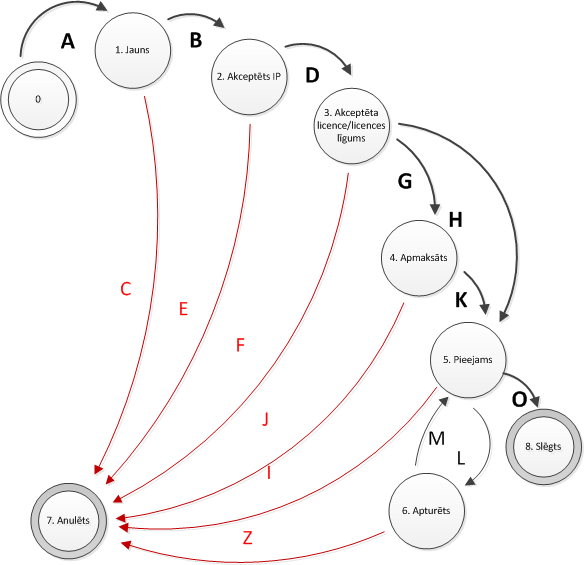 A
B
1. Jauns
2. Akceptēts IP
D
0
3. Akceptēta
licence/licences
līgums
G
H
4. Apmaksāts
K
C
E
F
5. Pieejams
O
J
M
L
8. Slēgts
I
7. Anulēts
Z
6. Apturēts